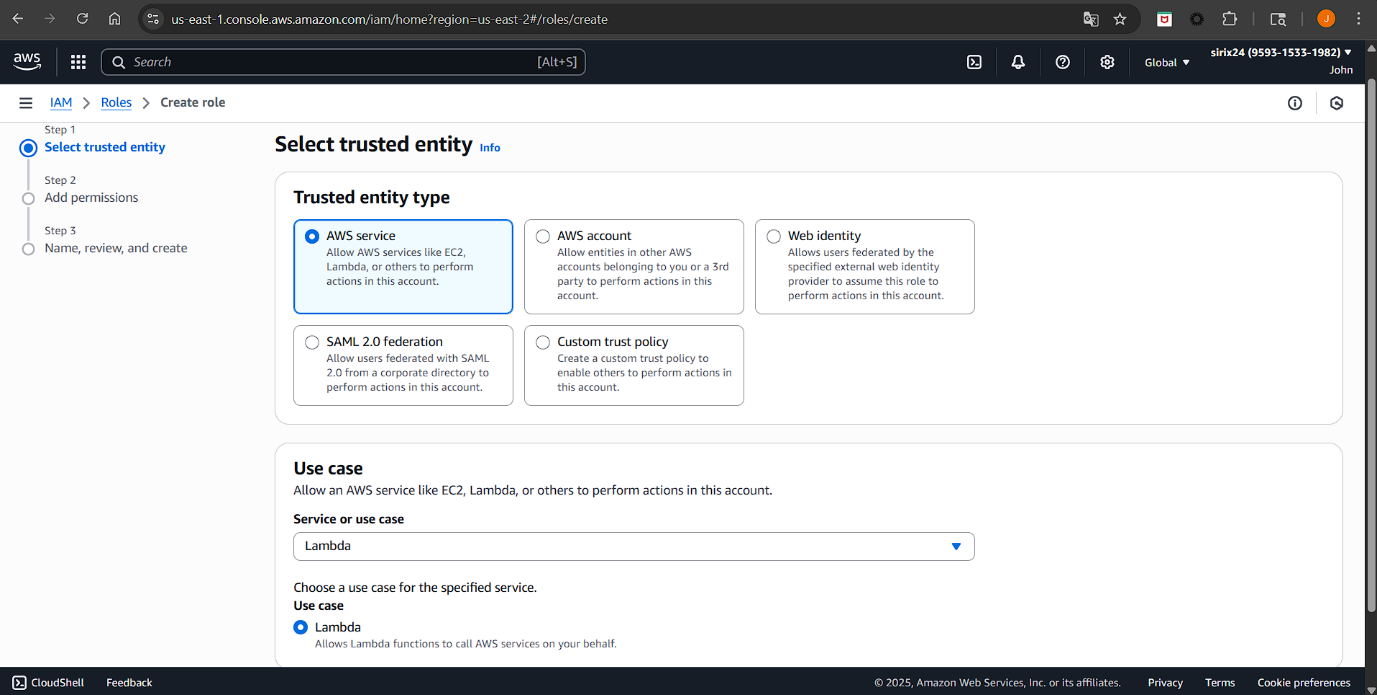 us-east-1.console.aws.amazon.com/iam/home?region=us-east-2#/roles/create
J
aws
Search
[Alt+S]
Global
sirix24 (9593-1533-1982)
John
IAM
Roles
Create role
Step 1
Select trusted entity
Step 2
Add permissions
Step 3
Name, review, and create
Select trusted entity Info
Trusted entity type
AWS service
Allow AWS services like EC2,
Lambda, or others to perform
actions in this account.
AWS account
Allow entities in other AWS
accounts belonging to you or a 3rd
party to perform actions in this
account.
Web identity
Allows users federated by the
specified external web identity
provider to assume this role to
perform actions in this account.
SAML 2.0 federation
Allow users federated with SAML
2.0 from a corporate directory to
perform actions in this account.
Custom trust policy
Create a custom trust policy to
enable others to perform actions in
this account.
Use case
Allow an AWS service like EC2, Lambda, or others to perform actions in this account.
Service or use case
Lambda
Choose a use case for the specified service.
Use case
Lambda
Allows Lambda functions to call AWS services on your behalf.
CloudShell
Feedback
© 2025, Amazon Web Services, Inc. or its affiliates.
Privacy
Terms
Cookie preferences